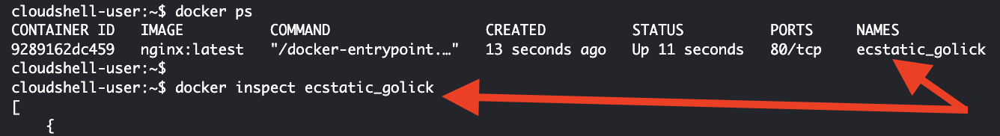 cloudshell-user:~$ docker ps
CONTAINER ID   IMAGE          COMMAND                  CREATED          STATUS          PORTS     NAMES
9289162dc459   nginx:latest   "/docker-entrypoint.…"   13 seconds ago   Up 11 seconds   80/tcp    ecstatic_golick
cloudshell-user:~$
cloudshell-user:~$ docker inspect ecstatic_golick
[
    {